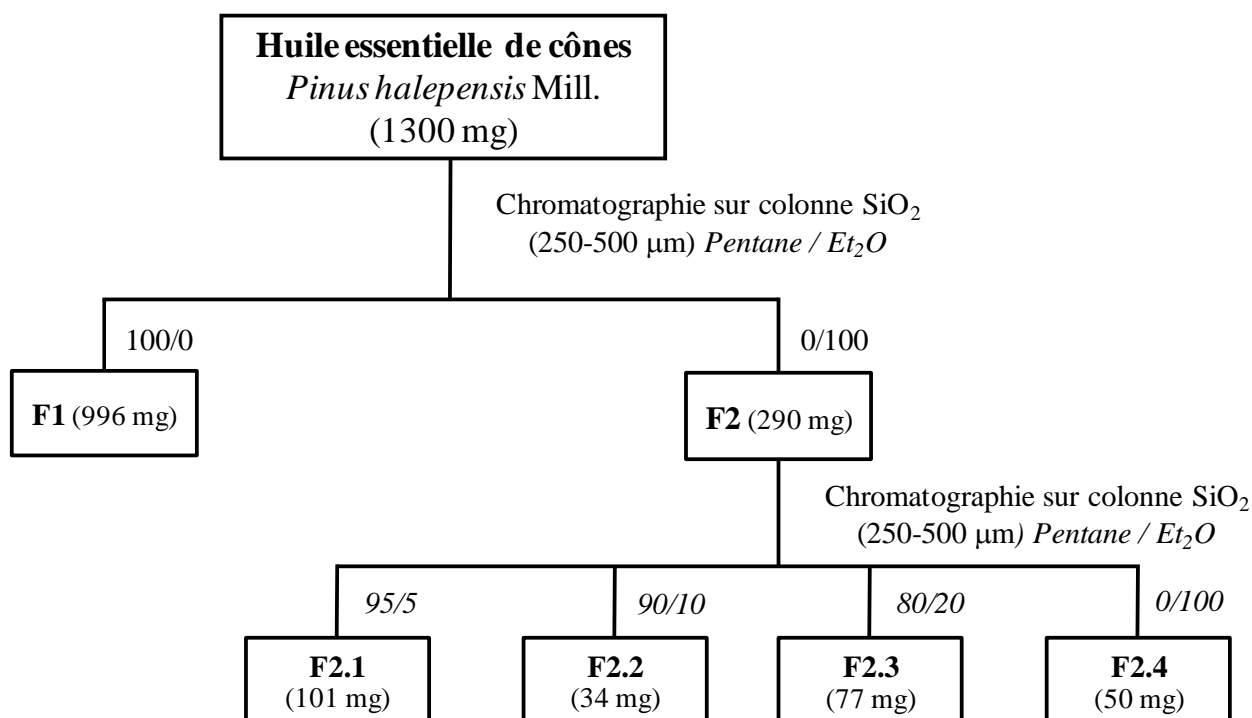 Huile essentielle de cônes
Pinus halepensis Mill.
(1300 mg)
Chromatographie sur colonne SiO₂
(250-500 µm) Pentane / Et₂O
100/0
0/100
F1 (996 mg)
F2 (290 mg)
Chromatographie sur colonne SiO₂
(250-500 µm) Pentane / Et₂O
95/5
90/10
80/20
0/100
F2.1
(101 mg)
F2.2
(34 mg)
F2.3
(77 mg)
F2.4
(50 mg)